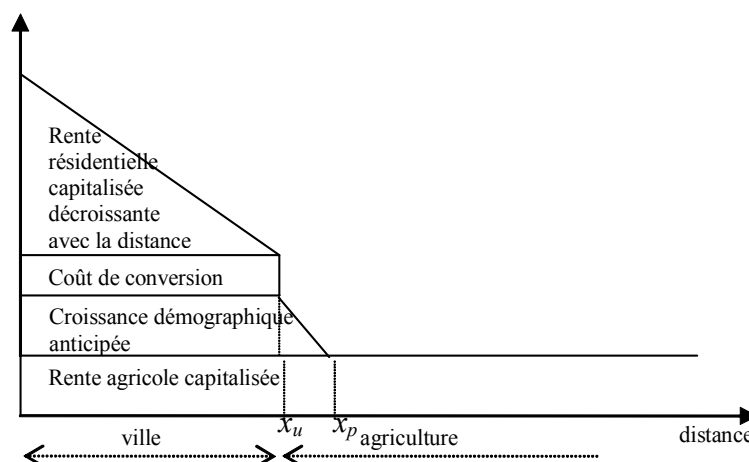 Rente
résidentielle
capitalisée
décroissante
avec la distance
Coût de conversion
Croissance démographique
anticipée
Rente agricole capitalisée
x_u x_p
ville agriculture distance